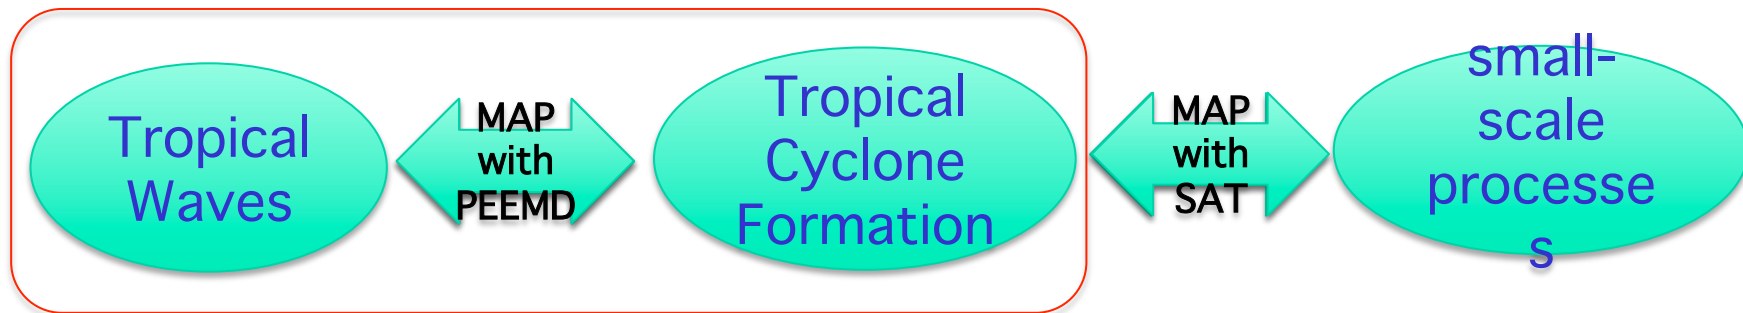 Tropical
Waves
MAP
with
PEEMD
Tropical
Cyclone
Formation
MAP
with
SAT
small-
scale
processe
s